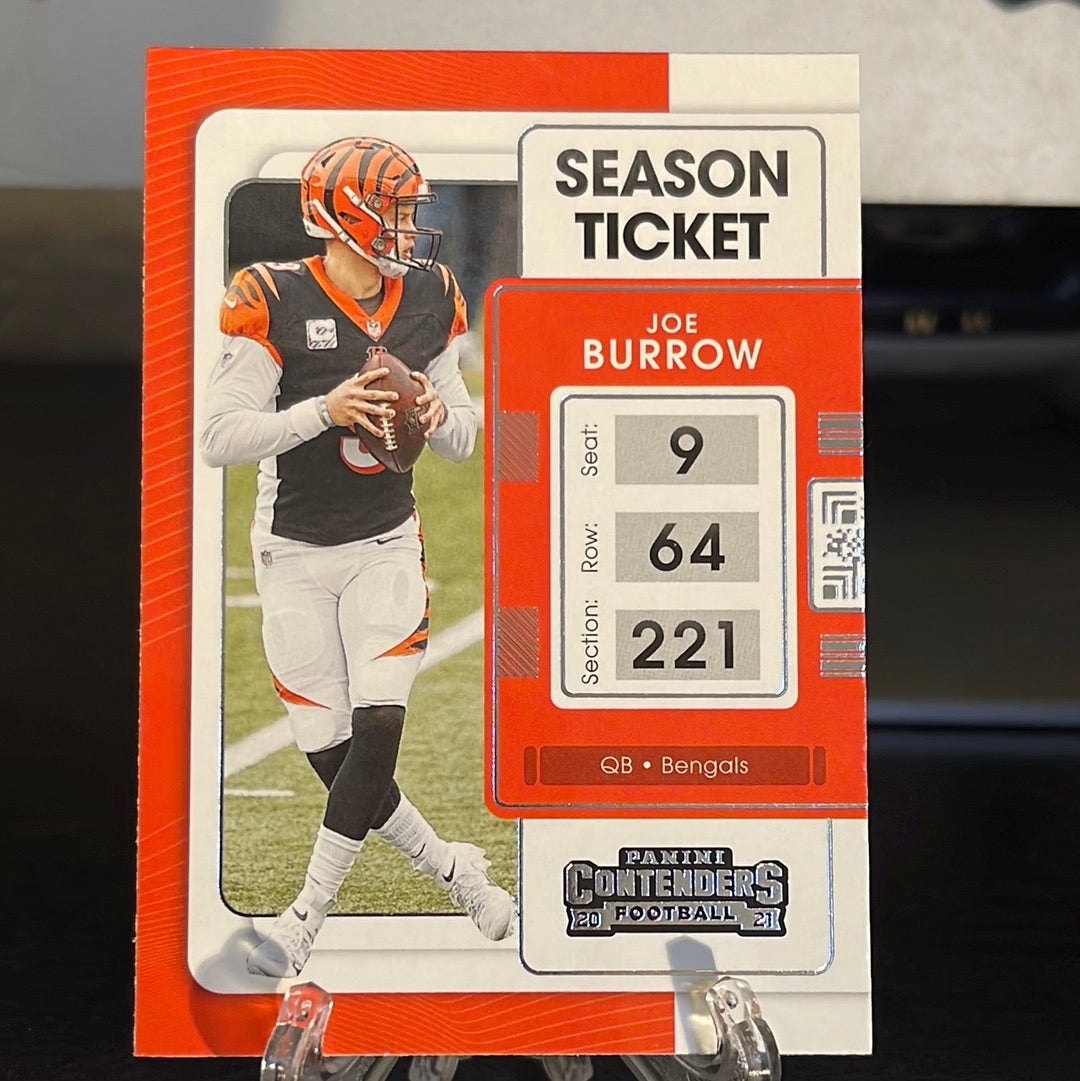 SEASON
TICKET
JOE
BURROW
Seat: 9
Row: 64
Section: 221
QB • Bengals
PANINI
CONTENDERS
20 FOOTBALL 21